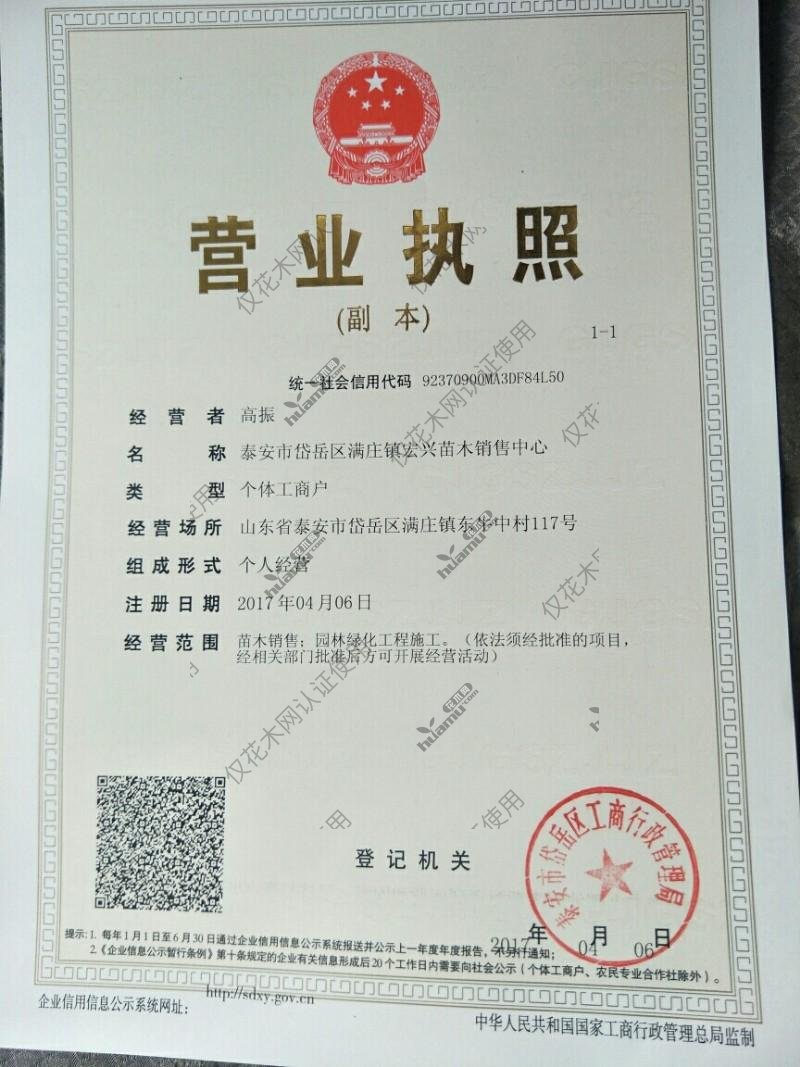 营业执照
(副 本)
1-1
统一社会信用代码 92370900MA3DF84L50
经营者 高振
名称 泰安市岱岳区满庄镇宏兴苗木销售中心
类型 个体工商户
经营场所 山东省泰安市岱岳区满庄镇东牟中村117号
组成形式 个人经营
注册日期 2017年04月06日
经营范围 苗木销售；园林绿化工程施工。（依法须经批准的项目，
经相关部门批准后方可开展经营活动）
登记机关
泰安市岱岳区工商行政管理局
2017年 04月 06日
提示：1. 每年1月1日至6月30日通过企业信用信息公示系统报送并公示上一年度年度报告，不另行通知；
2.《企业信息公示暂行条例》第十条规定的企业有关信息形成后20个工作日内需要向社会公示（个体工商户、农民专业合作社除外）。
企业信用信息公示系统网址： http://sdxy.gov.cn
中华人民共和国国家工商行政管理总局监制
仅花木网认证使用
花木网
huamu.com